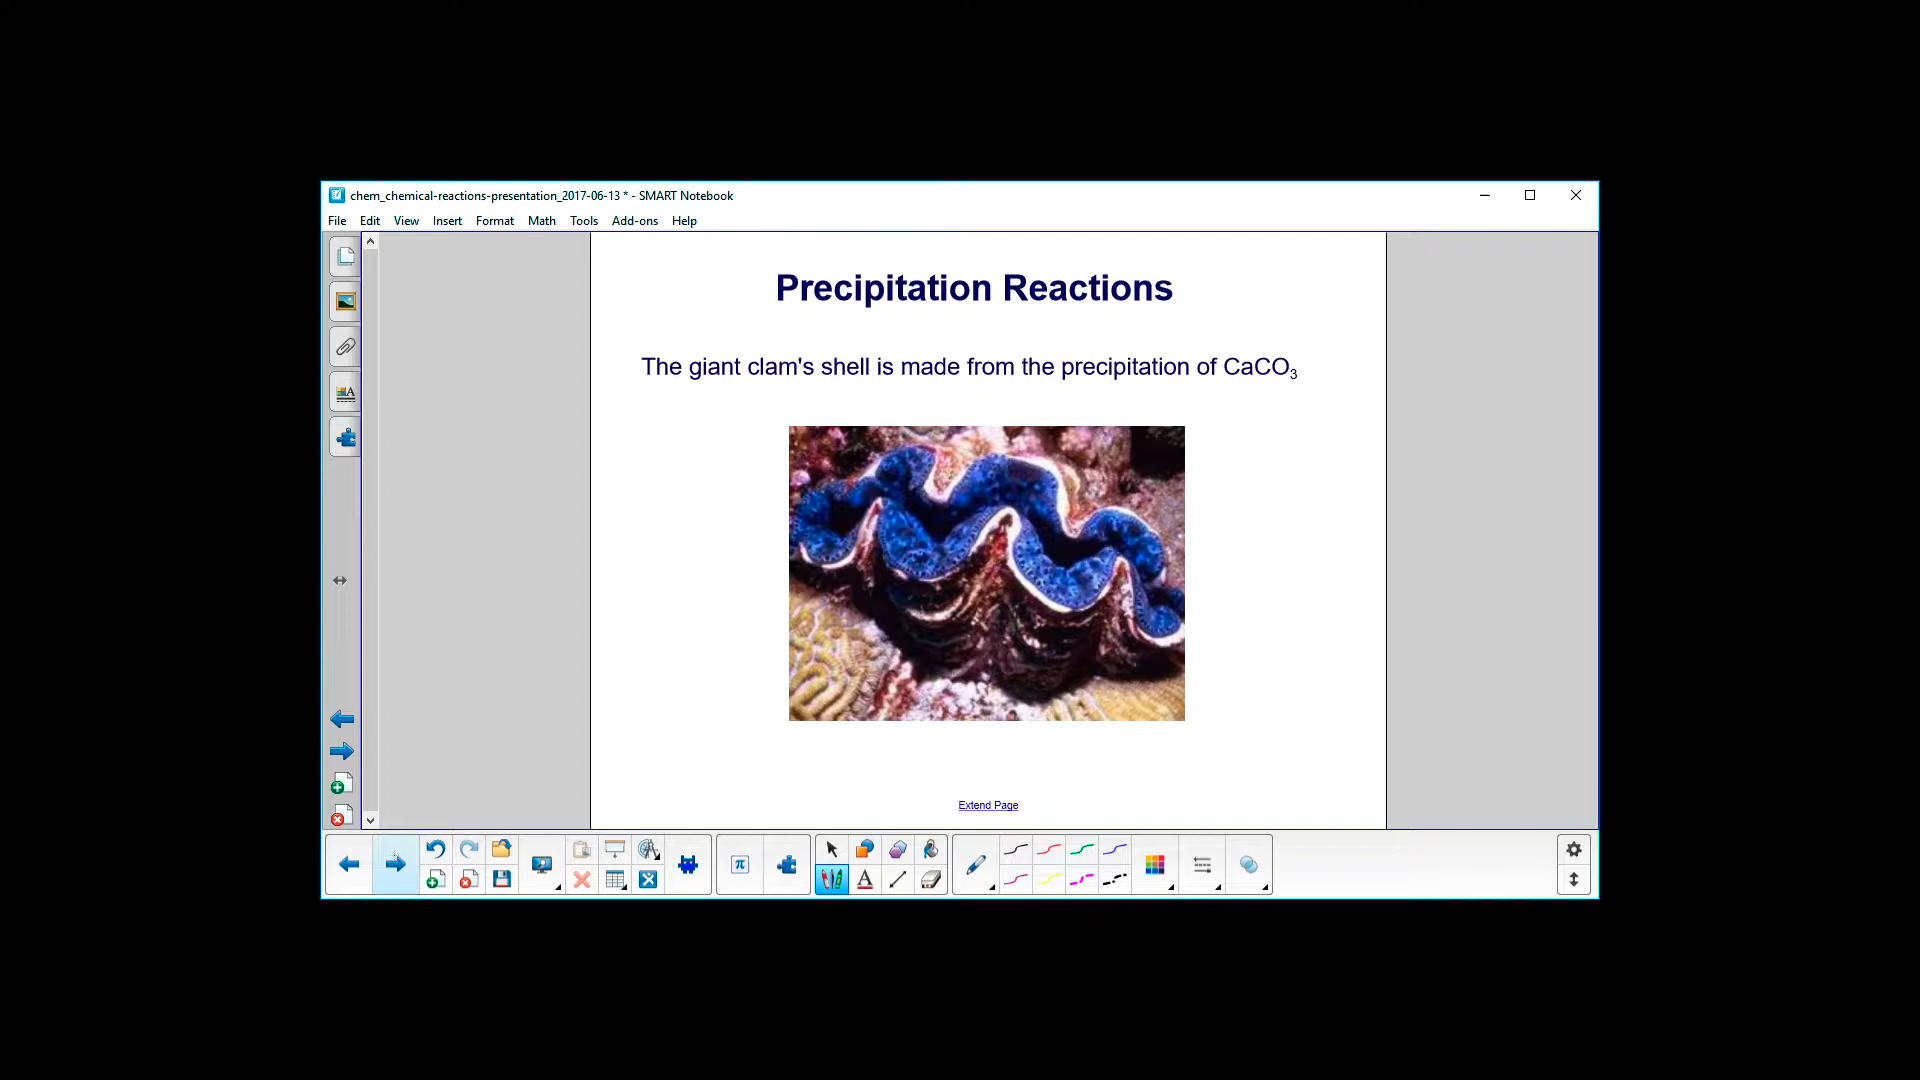 chem_chemical-reactions-presentation_2017-06-13 * - SMART Notebook
File Edit View Insert Format Math Tools Add-ons Help
Precipitation Reactions
The giant clam's shell is made from the precipitation of CaCO₃
Extend Page